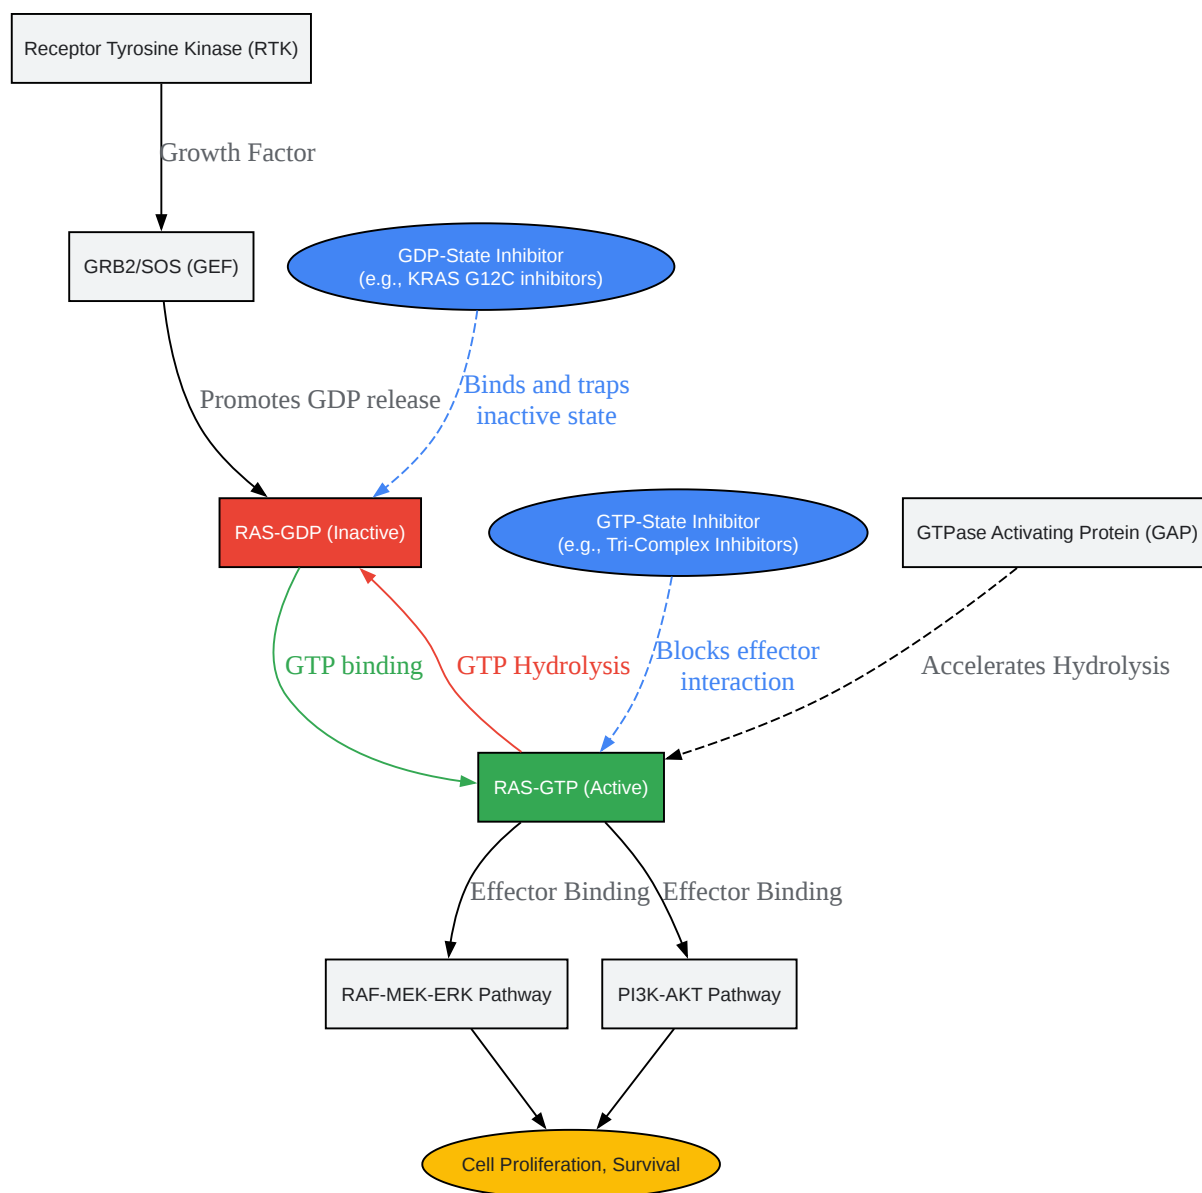 Receptor Tyrosine Kinase (RTK)
Growth Factor
GRB2/SOS (GEF)
GDP-State Inhibitor
(e.g., KRAS G12C inhibitors)
Promotes GDP release
Binds and traps
inactive state
RAS-GDP (Inactive)
GTP-State Inhibitor
(e.g., Tri-Complex Inhibitors)
GTPase Activating Protein (GAP)
GTP binding
GTP Hydrolysis
Blocks effector
interaction
Accelerates Hydrolysis
RAS-GTP (Active)
Effector Binding
Effector Binding
RAF-MEK-ERK Pathway
PI3K-AKT Pathway
Cell Proliferation, Survival